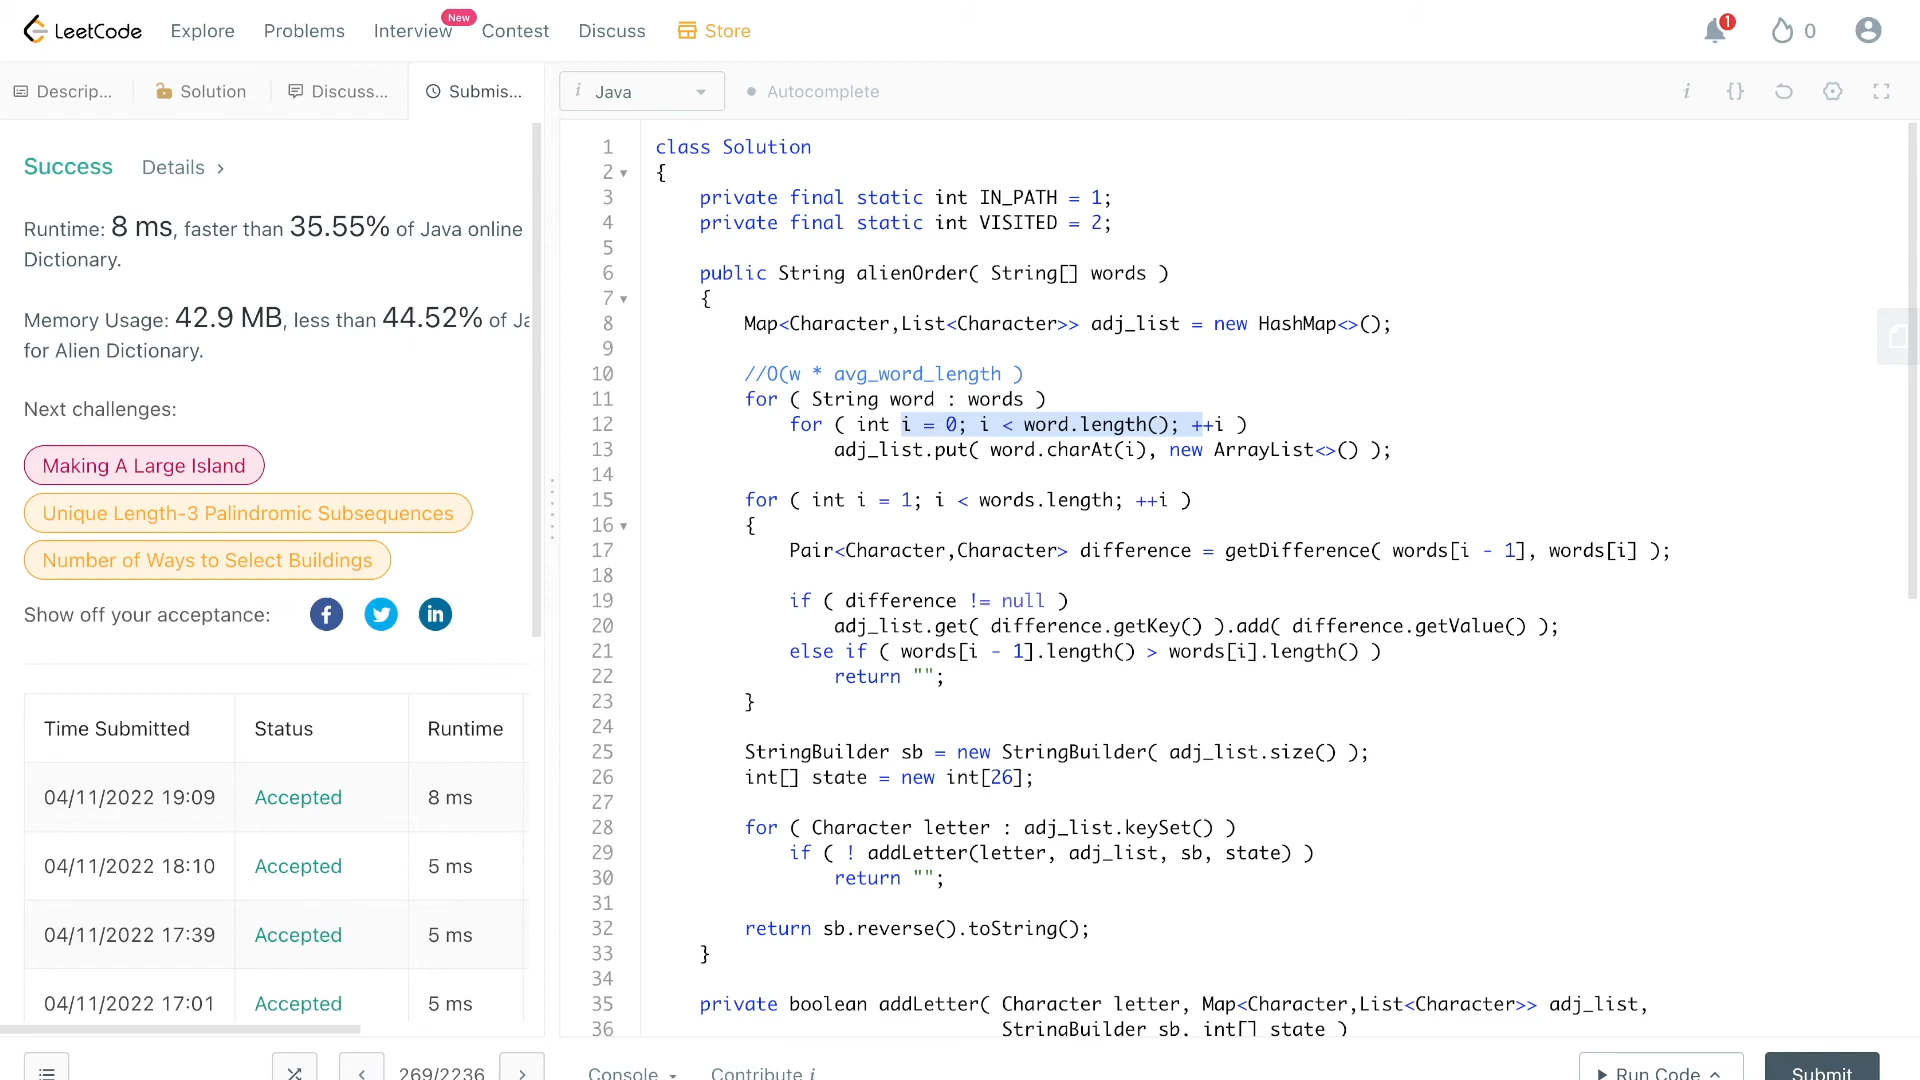 LeetCode Explore Problems Interview New Contest Discuss Store 1 0
Descrip... Solution Discuss... Submis...
i Java Autocomplete i {}
Success Details >
Runtime: 8 ms, faster than 35.55% of Java online
Dictionary.
Memory Usage: 42.9 MB, less than 44.52% of Ja
for Alien Dictionary.
Next challenges:
Making A Large Island
Unique Length-3 Palindromic Subsequences
Number of Ways to Select Buildings
Show off your acceptance:
Time Submitted Status Runtime
04/11/2022 19:09 Accepted 8 ms
04/11/2022 18:10 Accepted 5 ms
04/11/2022 17:39 Accepted 5 ms
04/11/2022 17:01 Accepted 5 ms
1 class Solution
2 {
3 private final static int IN_PATH = 1;
4 private final static int VISITED = 2;
5
6 public String alienOrder( String[] words )
7 {
8 Map<Character,List<Character>> adj_list = new HashMap<>();
9
10 //O(w * avg_word_length )
11 for ( String word : words )
12 for ( int i = 0; i < word.length(); ++i )
13 adj_list.put( word.charAt(i), new ArrayList<>() );
14
15 for ( int i = 1; i < words.length; ++i )
16 {
17 Pair<Character,Character> difference = getDifference( words[i - 1], words[i] );
18
19 if ( difference != null )
20 adj_list.get( difference.getKey() ).add( difference.getValue() );
21 else if ( words[i - 1].length() > words[i].length() )
22 return "";
23 }
24
25 StringBuilder sb = new StringBuilder( adj_list.size() );
26 int[] state = new int[26];
27
28 for ( Character letter : adj_list.keySet() )
29 if ( ! addLetter(letter, adj_list, sb, state) )
30 return "";
31
32 return sb.reverse().toString();
33 }
34
35 private boolean addLetter( Character letter, Map<Character,List<Character>> adj_list,
36 StringBuilder sb, int[] state )
269/2236 Console Contribute i Run Code Submit